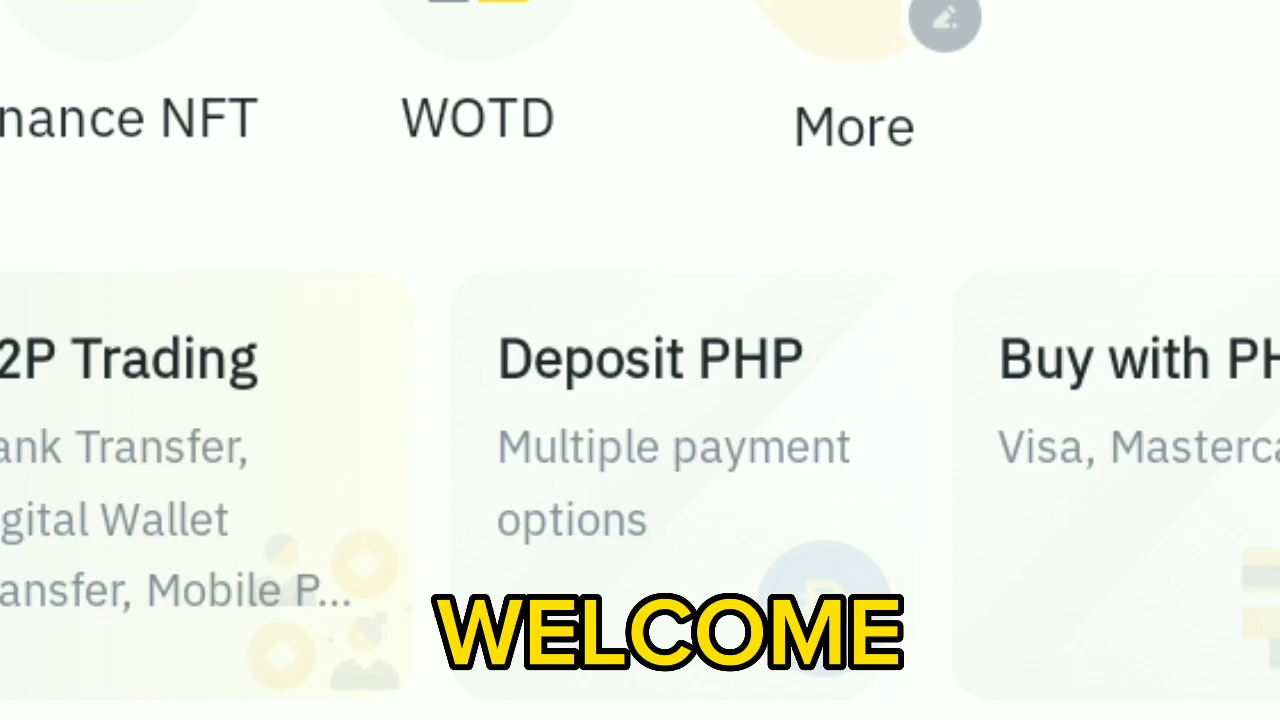 nance NFT
WOTD
More
2P Trading
ank Transfer,
gital Wallet
ansfer, Mobile P...
Deposit PHP
Multiple payment
options
Buy with PH
Visa, Masterca
WELCOME